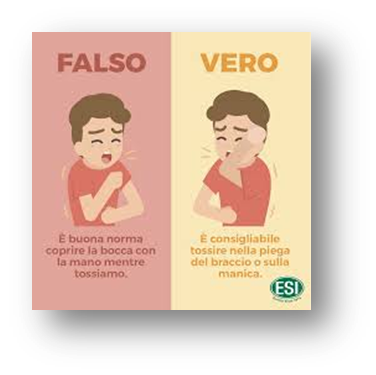 FALSO
È buona norma
coprire la bocca con
la mano mentre
tossiamo.
VERO
È consigliabile
tossire nella piega
del braccio o sulla
manica.
ESI